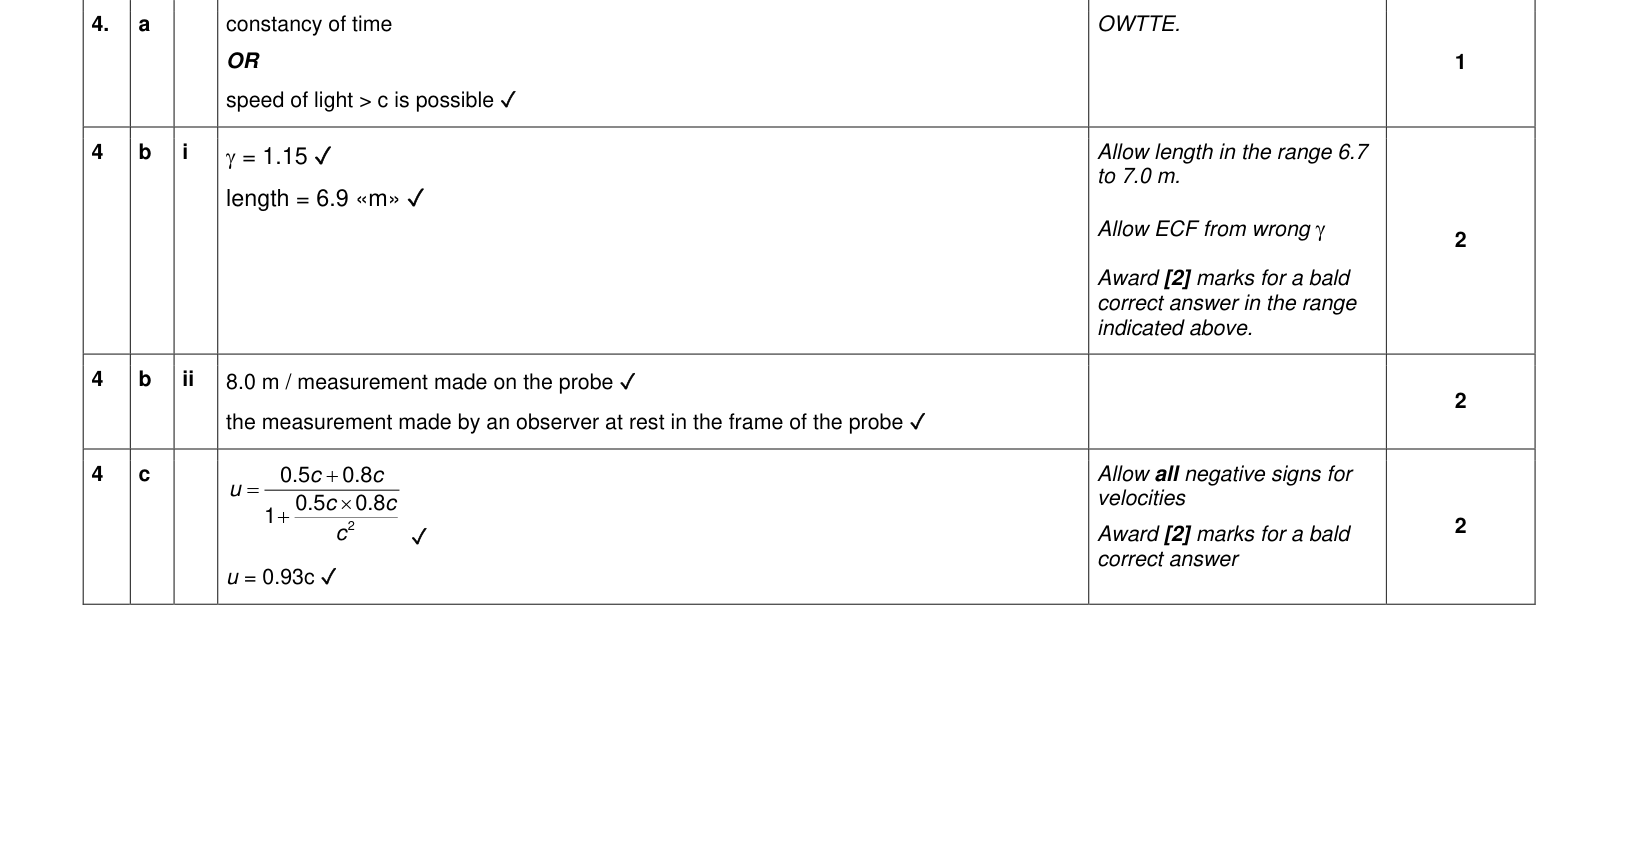 4. a constancy of time OWTTE.
OR
1
speed of light > c is possible ✓
4 b i γ = 1.15 ✓ Allow length in the range 6.7
to 7.0 m.
length = 6.9 «m» ✓
Allow ECF from wrong γ
2
Award [2] marks for a bald
correct answer in the range
indicated above.
4 b ii 8.0 m / measurement made on the probe ✓
2
the measurement made by an observer at rest in the frame of the probe ✓
4 c u = (0.5c + 0.8c) / (1 + (0.5c × 0.8c) / c²) ✓ Allow all negative signs for
velocities
Award [2] marks for a bald
correct answer
2
u = 0.93c ✓